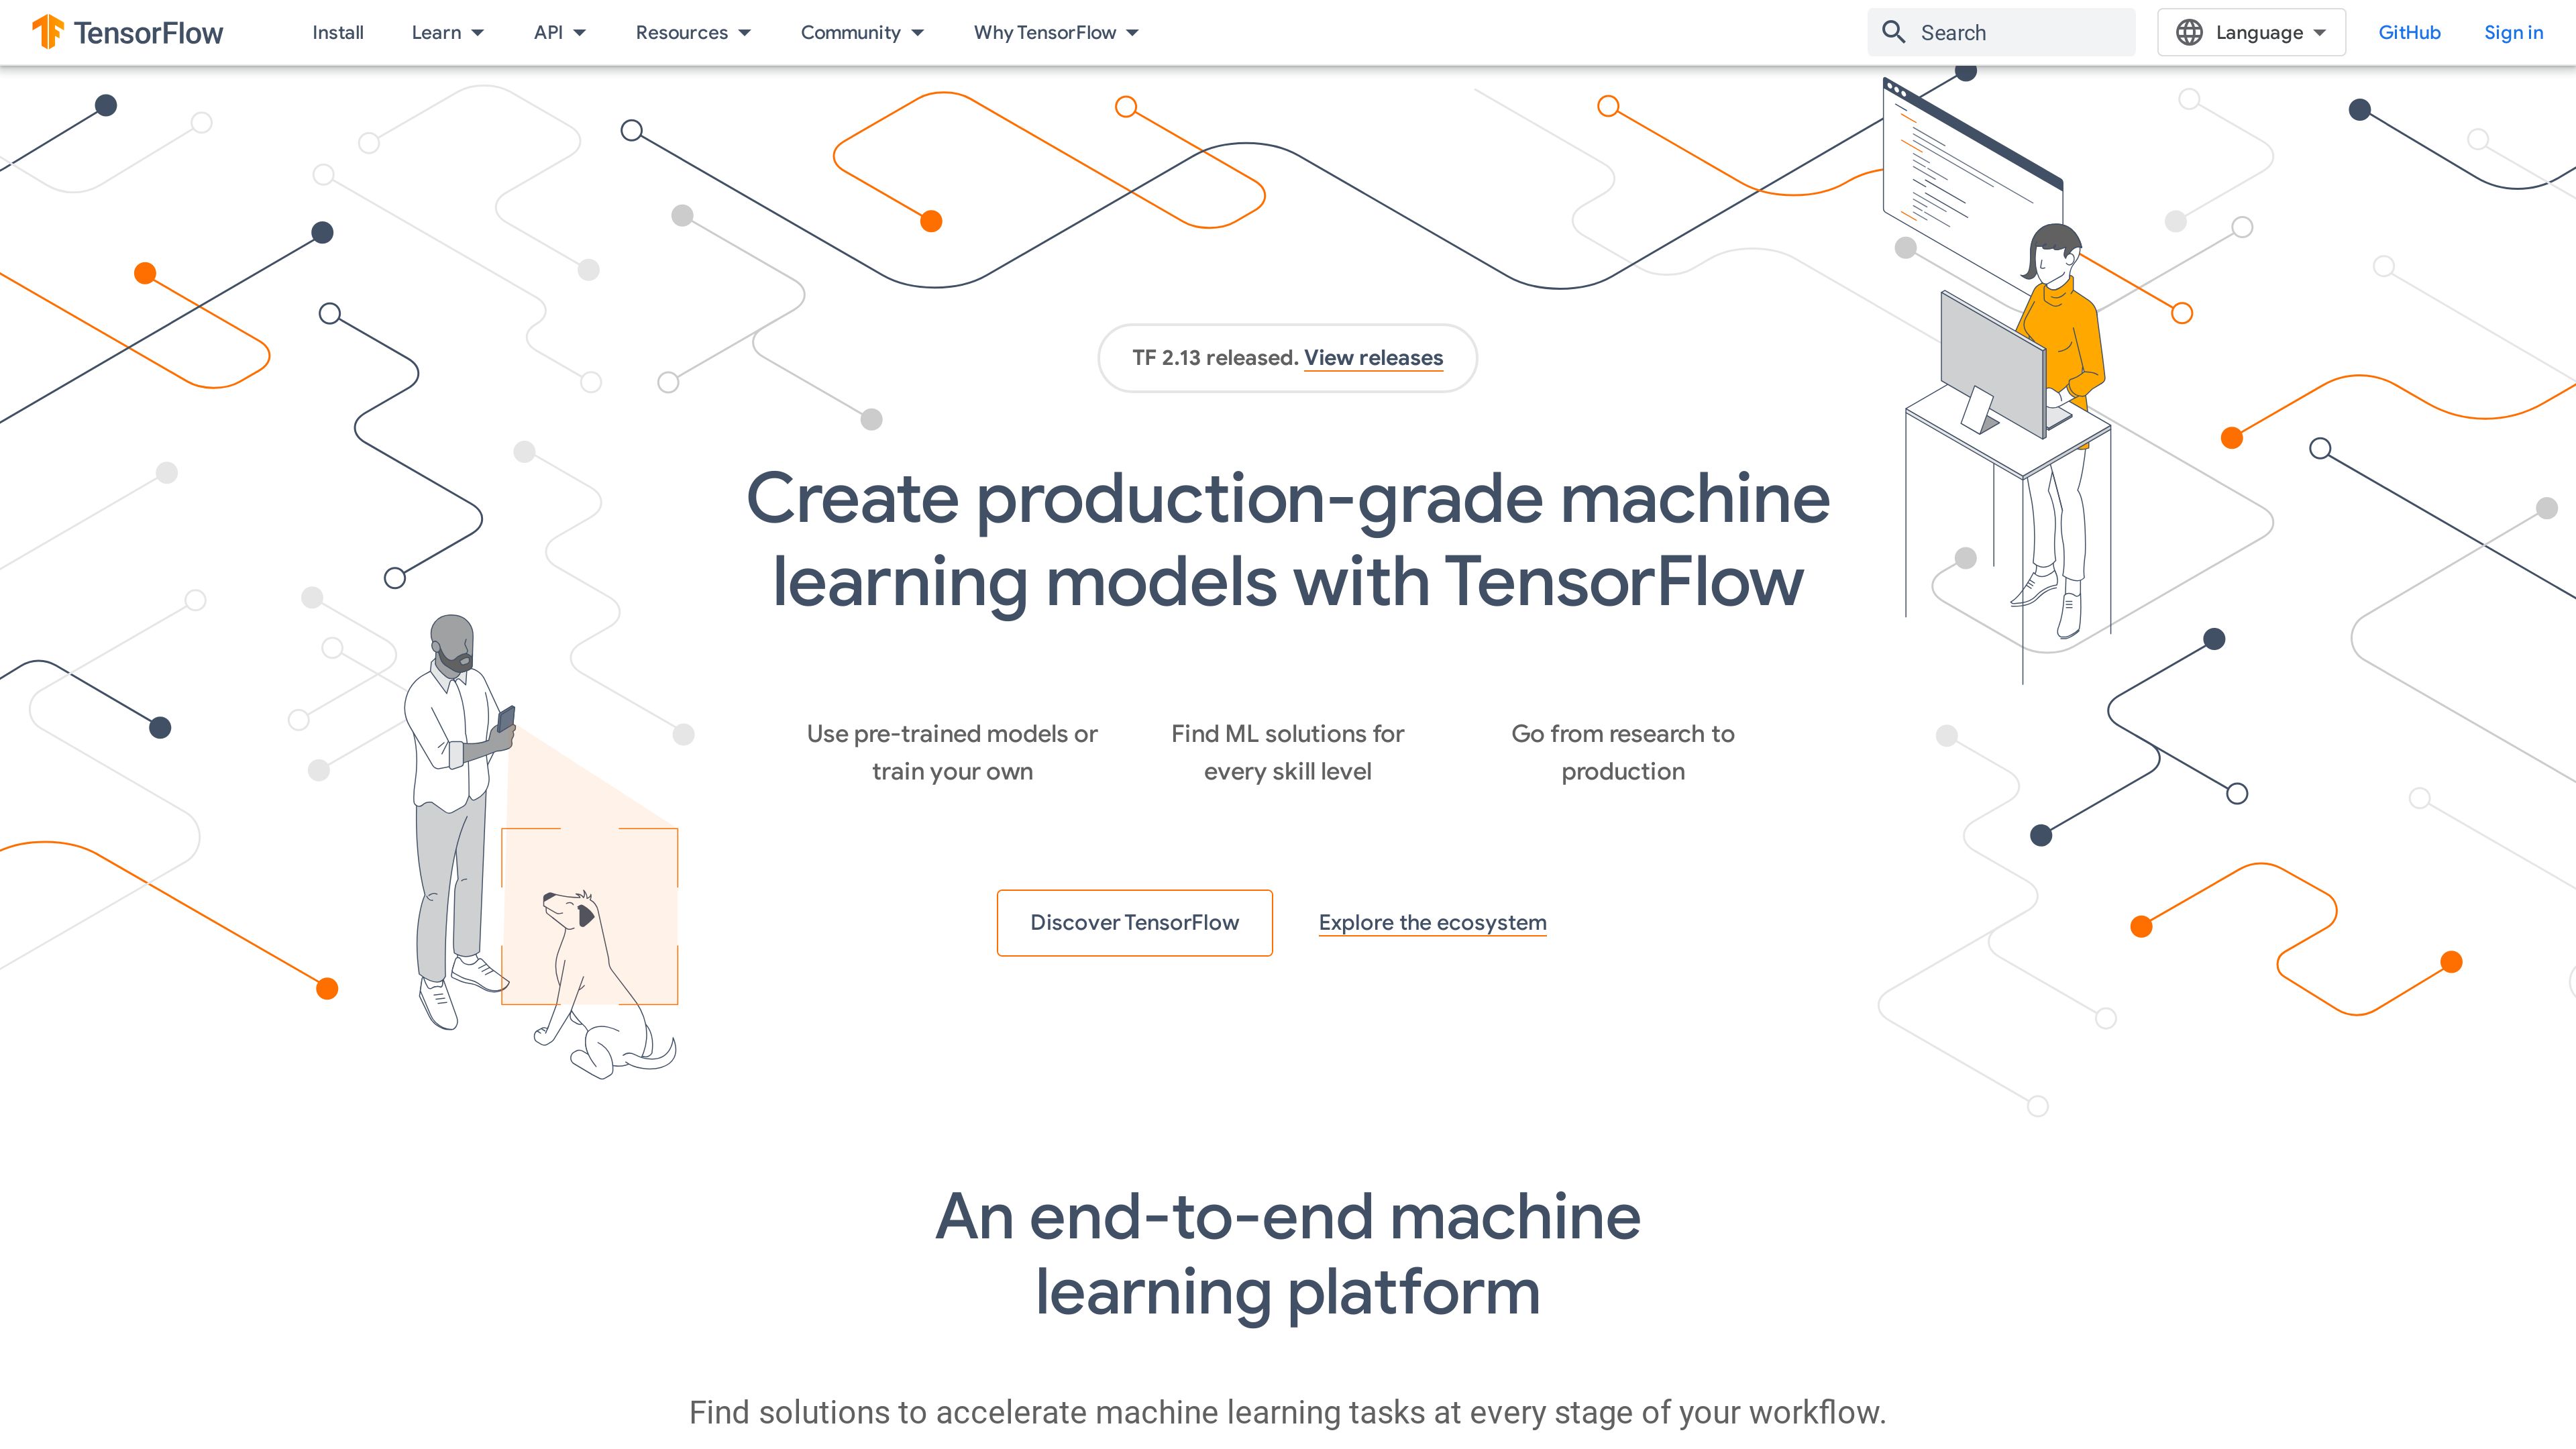 TensorFlow Install Learn API Resources Community Why TensorFlow Search Language GitHub Sign in
TF 2.13 released. View releases
Create production-grade machine
learning models with TensorFlow
Use pre-trained models or
train your own
Find ML solutions for
every skill level
Go from research to
production
Discover TensorFlow Explore the ecosystem
An end-to-end machine
learning platform
Find solutions to accelerate machine learning tasks at every stage of your workflow.